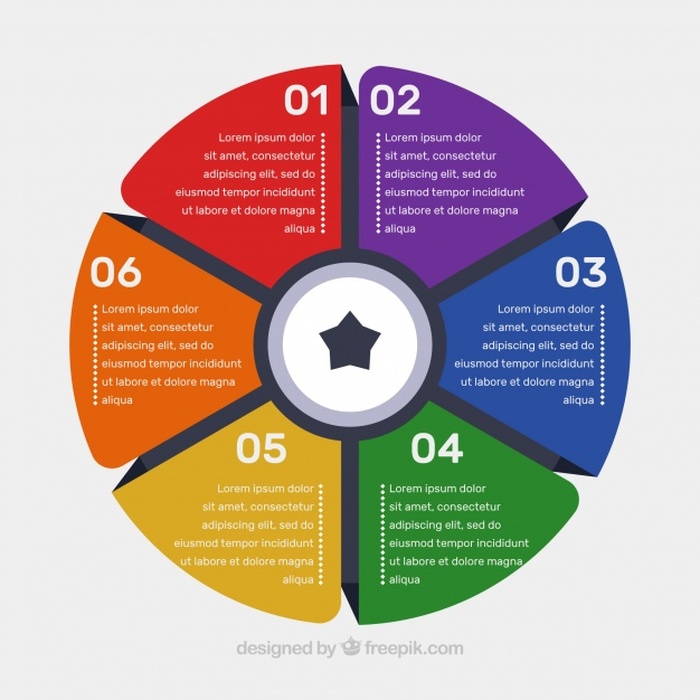 01
Lorem ipsum dolor
sit amet, consectetur
adipiscing elit, sed do
eiusmod tempor incididunt
ut labore et dolore magna
aliqua
02
Lorem ipsum dolor
sit amet, consectetur
adipiscing elit, sed do
eiusmod tempor incididunt
ut labore et dolore magna
aliqua
03
Lorem ipsum dolor
sit amet, consectetur
adipiscing elit, sed do
eiusmod tempor incididunt
ut labore et dolore magna
aliqua
04
Lorem ipsum dolor
sit amet, consectetur
adipiscing elit, sed do
eiusmod tempor incididunt
ut labore et dolore magna
aliqua
05
Lorem ipsum dolor
sit amet, consectetur
adipiscing elit, sed do
eiusmod tempor incididunt
ut labore et dolore magna
aliqua
06
Lorem ipsum dolor
sit amet, consectetur
adipiscing elit, sed do
eiusmod tempor incididunt
ut labore et dolore magna
aliqua
designed by freepik.com